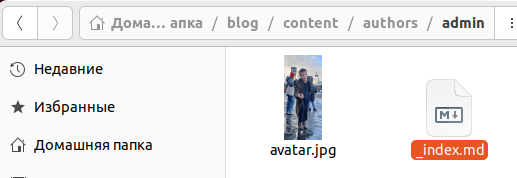 Дома… апка / blog / content / authors / admin
Недавние
Избранные
Домашняя папка
avatar.jpg
_index.md
M